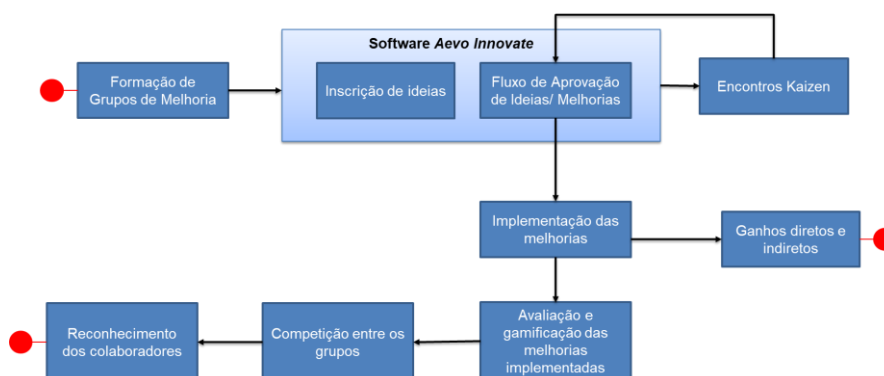 Software Aevo Innovate
Formação de
Grupos de Melhoria
Inscrição de ideias
Fluxo de Aprovação
de Ideias/ Melhorias
Encontros Kaizen
Implementação das
melhorias
Ganhos diretos e
indiretos
Reconhecimento
dos colaboradores
Competição entre os
grupos
Avaliação e
gamificação das
melhorias
implementadas